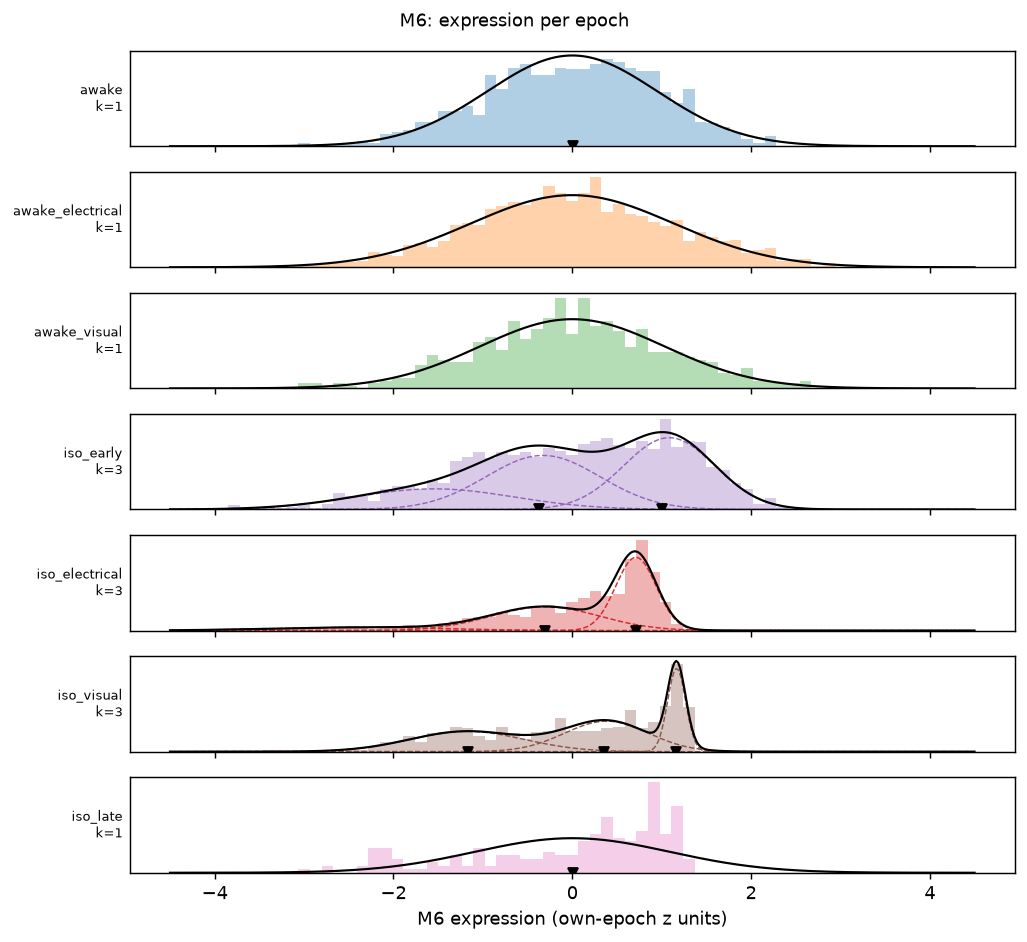 M6: expression per epoch
awake
k=1
awake_electrical
k=1
awake_visual
k=1
iso_early
k=3
iso_electrical
k=3
iso_visual
k=3
iso_late
k=1
−4 −2 0 2 4
M6 expression (own-epoch z units)